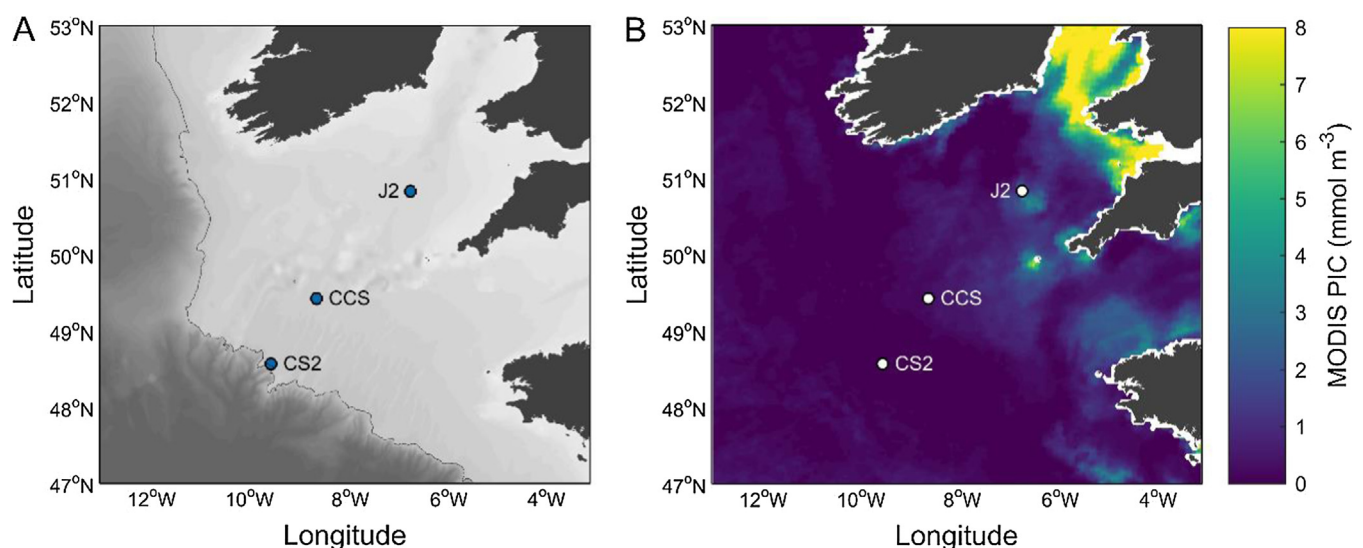 A
53°N
52°N
51°N
50°N
49°N
48°N
47°N
Latitude
J2
CCS
CS2
12°W 10°W 8°W 6°W 4°W
Longitude
B
53°N
52°N
51°N
50°N
49°N
48°N
47°N
Latitude
J2
CCS
CS2
12°W 10°W 8°W 6°W 4°W
Longitude
8
7
6
5
4
3
2
1
0
MODIS PIC (mmol m⁻³)